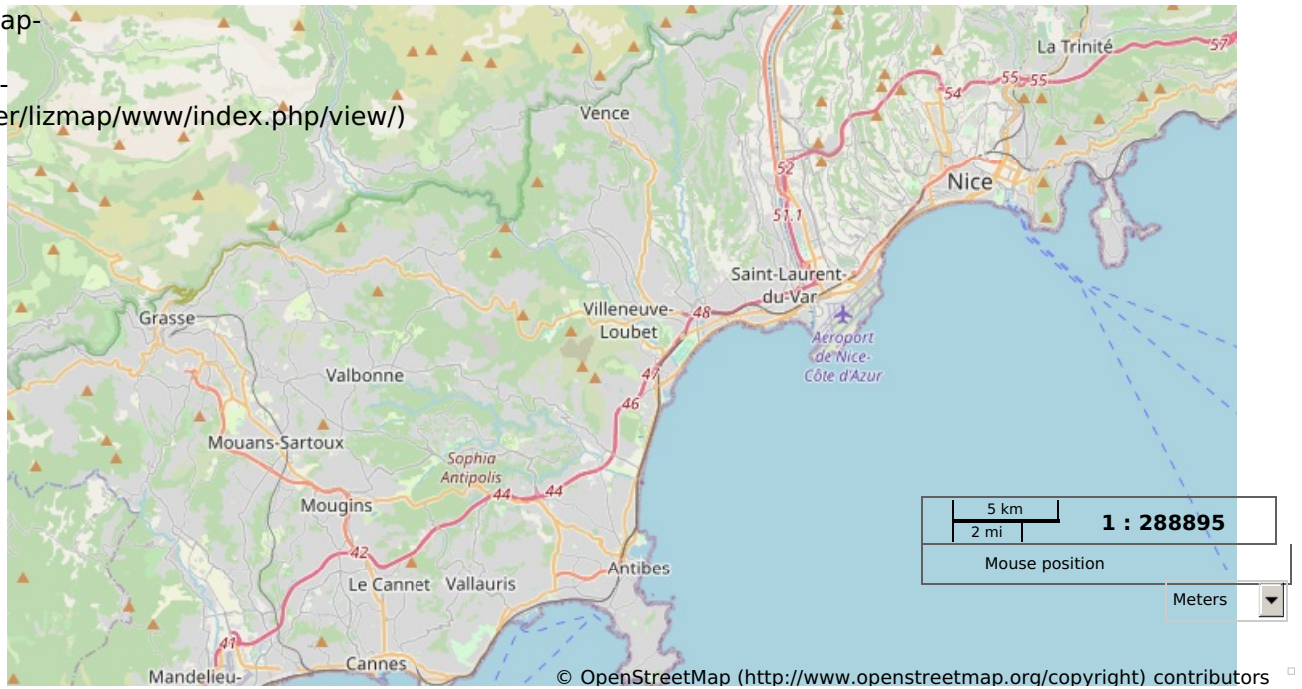 ap-
-
er/lizmap/www/index.php/view/)
La Trinité
57
55
55
54
Vence
52
Nice
51.1
Saint-Laurent-
du-Var
Villeneuve-
Loubet
48
Grasse
Aéroport
de Nice-
Côte d'Azur
Valbonne
47
46
Mouans-Sartoux
Sophia
Antipolis
44
44
Mougins
5 km
2 mi
1 : 288895
42
Mouse position
Antibes
Le Cannet
Vallauris
Meters
41
Cannes
Mandelieu-
© OpenStreetMap (http://www.openstreetmap.org/copyright) contributors